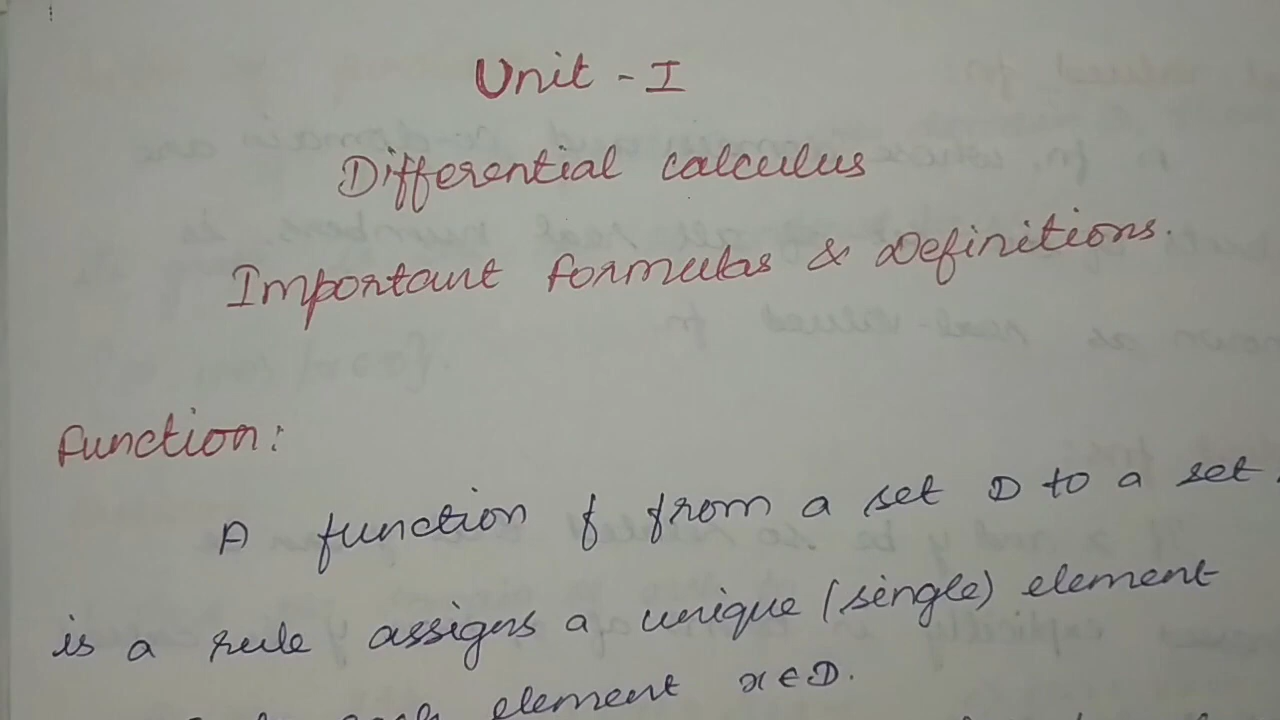 Unit - I
Differential calculus
Important formulas & Definitions.
Function:
A function f from a set D to a set
is a rule assigns a unique (single) element
element x ∈ D.